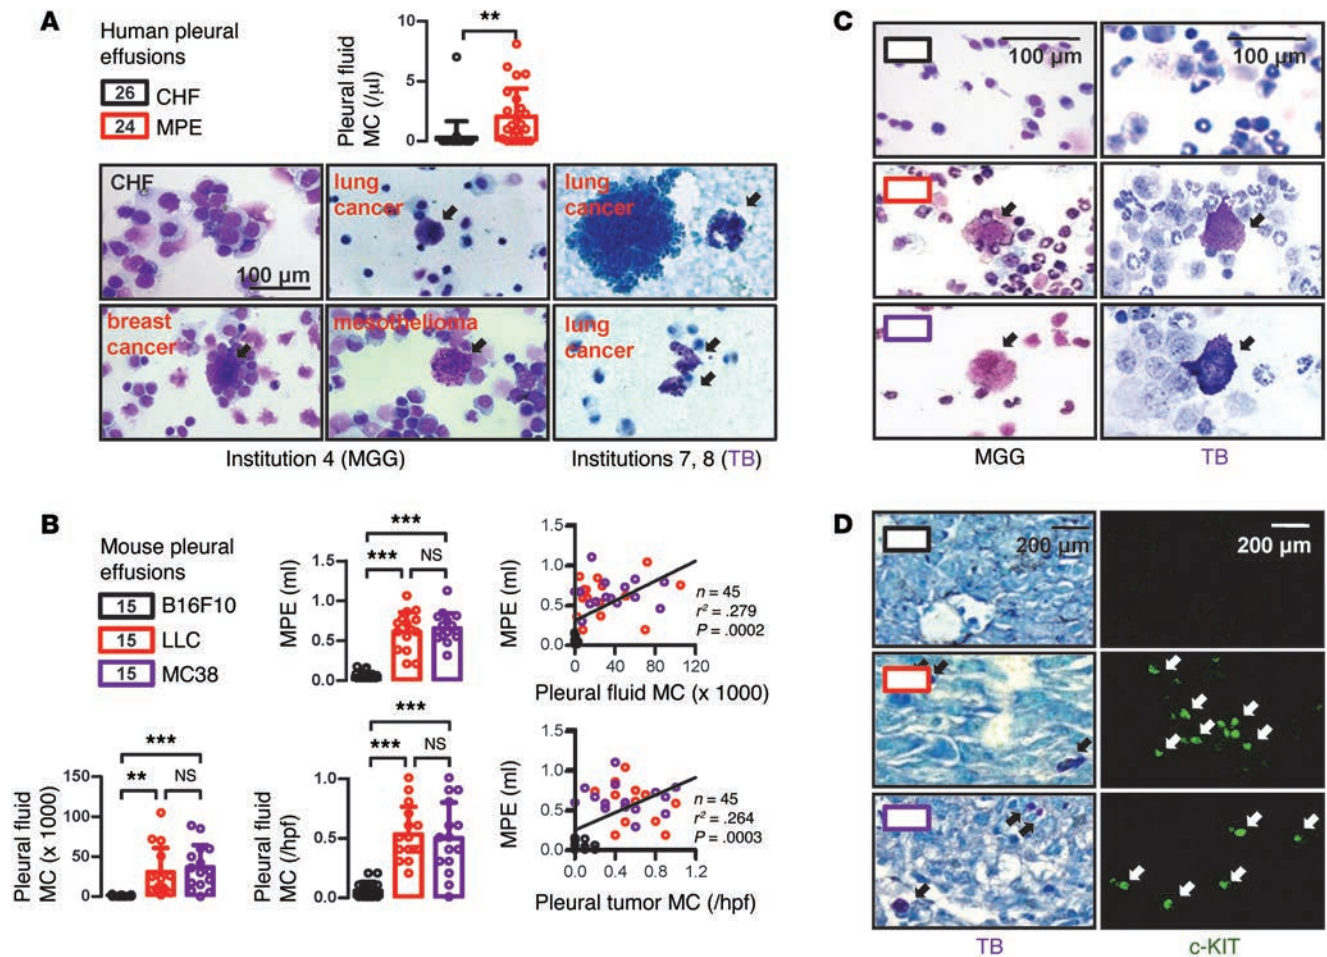 A
Human pleural
effusions
26 CHF
24 MPE
Pleural fluid
MC (/µl)
10
5
0
**
CHF
100 µm
lung
cancer
lung
cancer
breast
cancer
mesothelioma
lung
cancer
Institution 4 (MGG)
Institutions 7, 8 (TB)
B
Mouse pleural
effusions
15 B16F10
15 LLC
15 MC38
MPE (ml)
1.5
1.0
0.5
0.0
***
***
NS
MPE (ml)
1.5
1.0
0.5
0
0 40 80 120
n = 45
r² = .279
P = .0002
Pleural fluid MC (x 1000)
Pleural fluid
MC (x 1000)
150
100
50
0
***
**
NS
Pleural fluid
MC (/hpf)
1.0
0.5
0.0
***
***
NS
MPE (ml)
1.5
1.0
0.5
0.0
0.0 0.4 0.8 1.2
n = 45
r² = .264
P = .0003
Pleural tumor MC (/hpf)
C
100 µm
100 µm
MGG
TB
D
200 µm
200 µm
TB
c-KIT